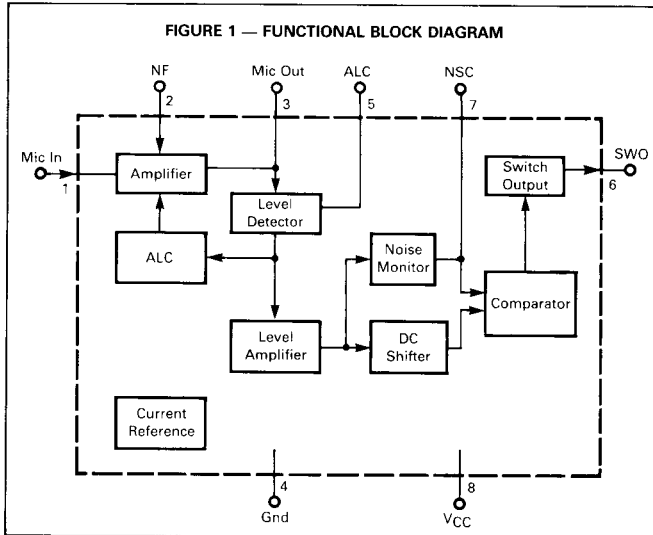 FIGURE 1 — FUNCTIONAL BLOCK DIAGRAM
NF
Mic Out
ALC
NSC
2
3
5
7
Mic In
1
Amplifier
Switch
Output
SWO
6
Level
Detector
ALC
Noise
Monitor
Comparator
Level
Amplifier
DC
Shifter
Current
Reference
4
8
Gnd
VCC